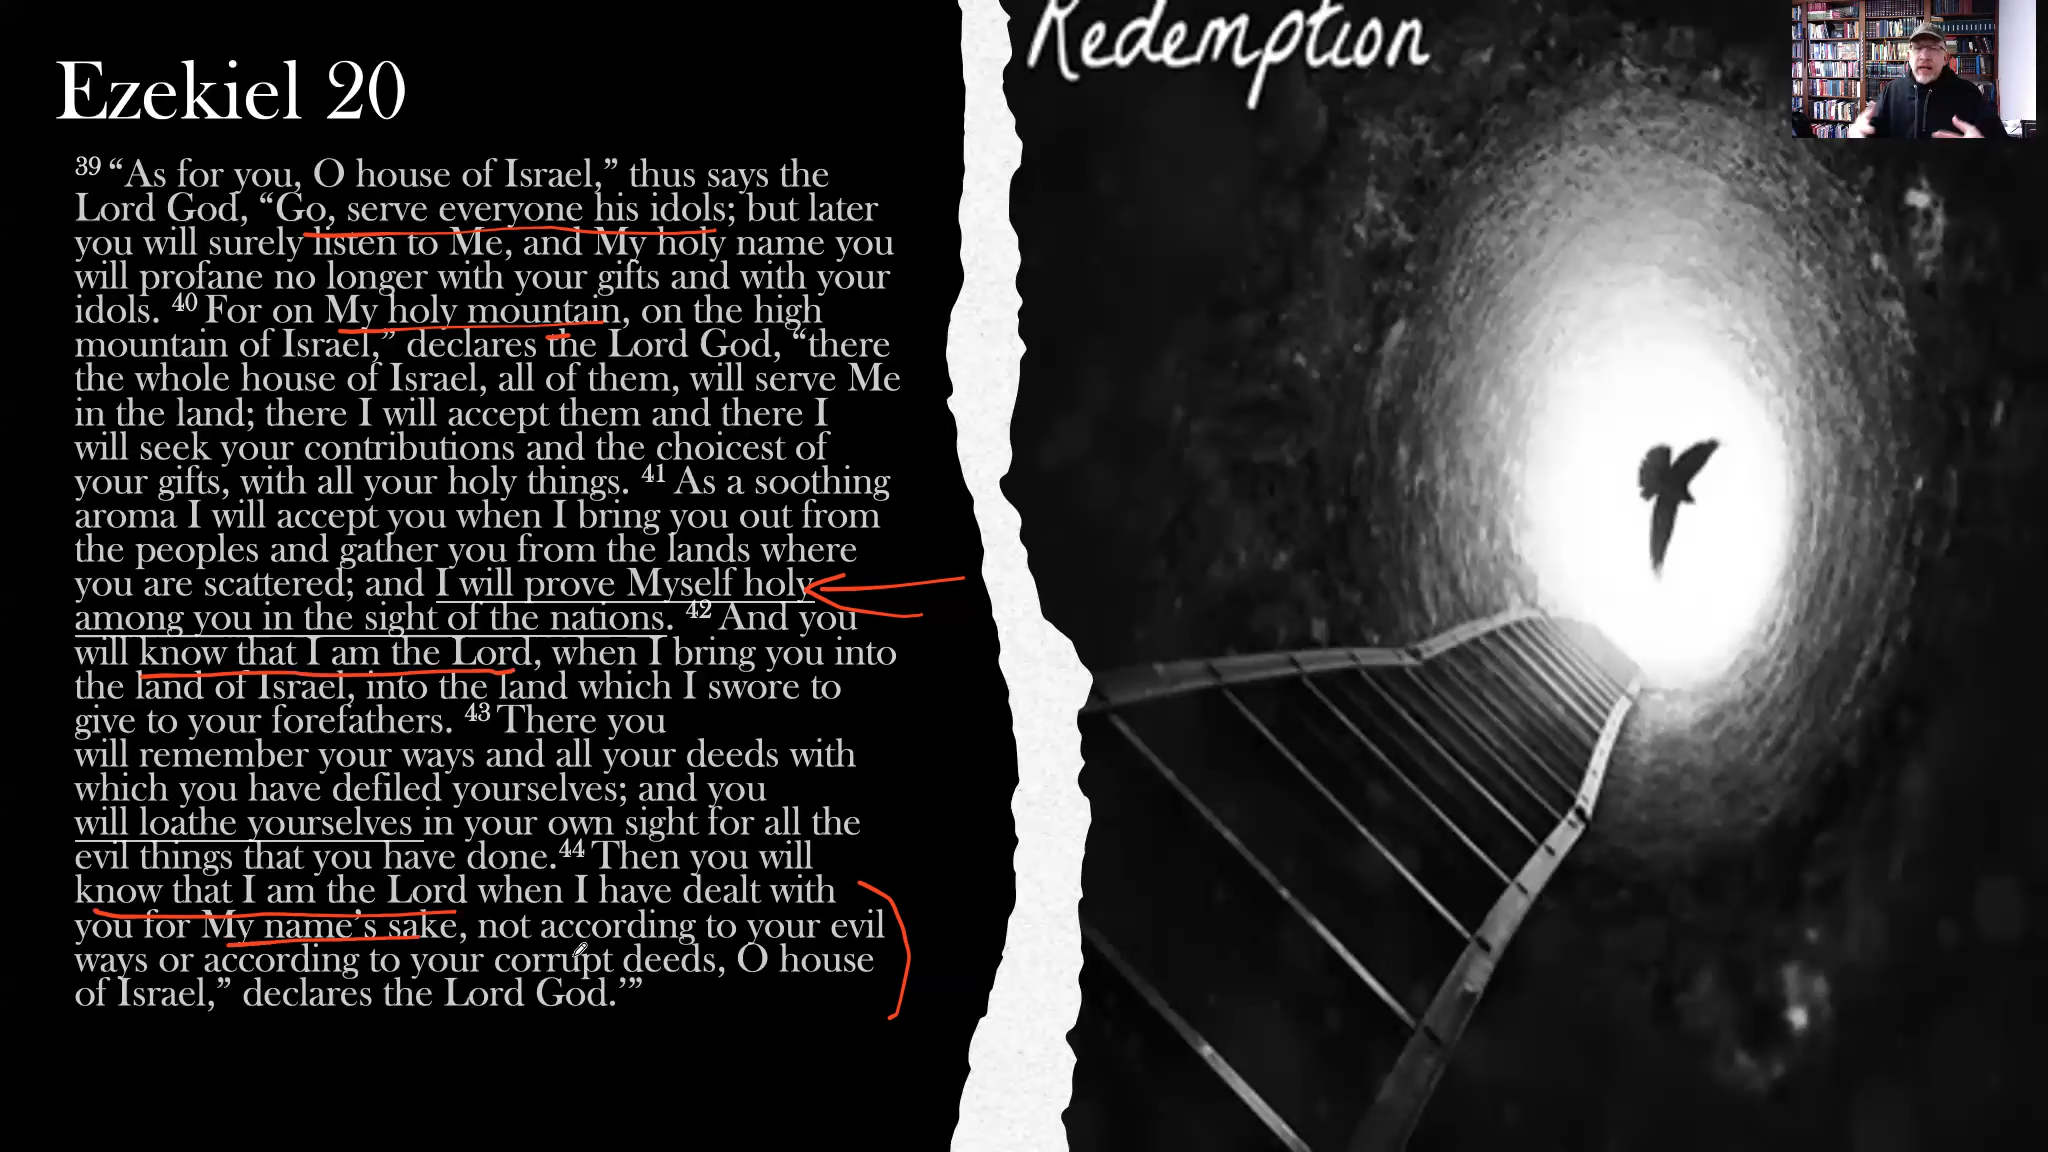 Redemption
Ezekiel 20
39 “As for you, O house of Israel,” thus says the
Lord God, “Go, serve everyone his idols; but later
you will surely listen to Me, and My holy name you
will profane no longer with your gifts and with your
idols. 40 For on My holy mountain, on the high
mountain of Israel,” declares the Lord God, “there
the whole house of Israel, all of them, will serve Me
in the land; there I will accept them and there I
will seek your contributions and the choicest of
your gifts, with all your holy things. 41 As a soothing
aroma I will accept you when I bring you out from
the peoples and gather you from the lands where
you are scattered; and I will prove Myself holy
among you in the sight of the nations. 42 And you
will know that I am the Lord, when I bring you into
the land of Israel, into the land which I swore to
give to your forefathers. 43 There you
will remember your ways and all your deeds with
which you have defiled yourselves; and you
will loathe yourselves in your own sight for all the
evil things that you have done. 44 Then you will
know that I am the Lord when I have dealt with
you for My name’s sake, not according to your evil
ways or according to your corrupt deeds, O house
of Israel,” declares the Lord God.’”